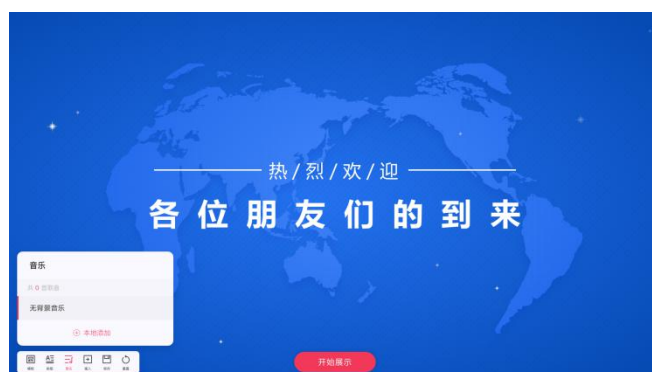 热/烈/欢/迎
各位朋友们的到来
音乐
无背景音乐
本地添加
开始展示